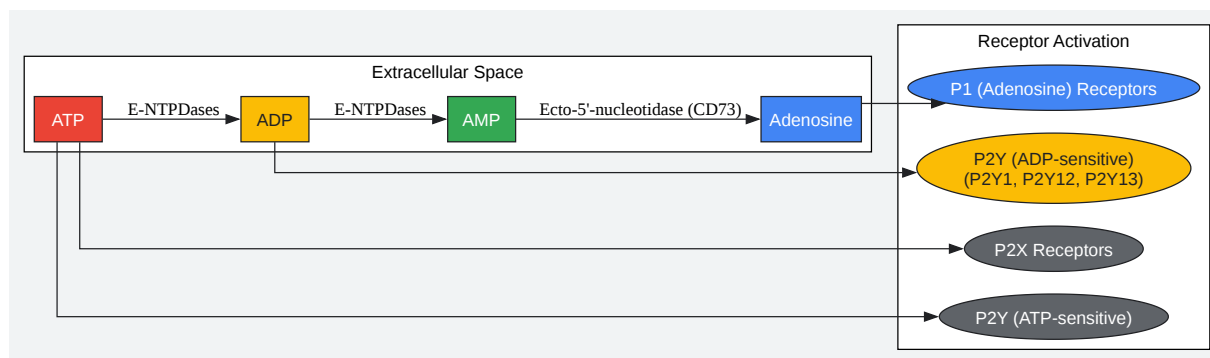 Receptor Activation
Extracellular Space
P1 (Adenosine) Receptors
ATP
E-NTPDases
ADP
E-NTPDases
AMP
Ecto-5'-nucleotidase (CD73)
Adenosine
P2Y (ADP-sensitive)
(P2Y1, P2Y12, P2Y13)
P2X Receptors
P2Y (ATP-sensitive)